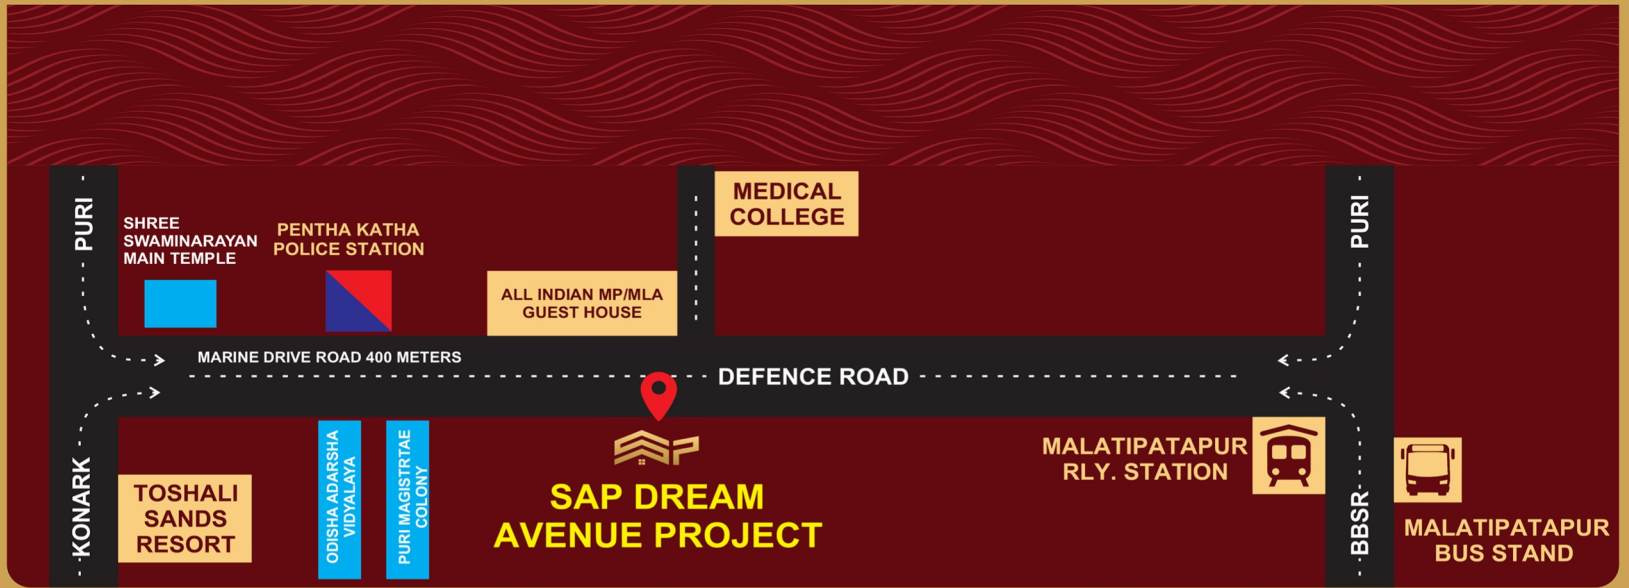 PURI
SHREE
SWAMINARAYAN
MAIN TEMPLE
PENTHA KATHA
POLICE STATION
ALL INDIAN MP/MLA
GUEST HOUSE
MEDICAL
COLLEGE
PURI
MARINE DRIVE ROAD 400 METERS
DEFENCE ROAD
KONARK
TOSHALI
SANDS
RESORT
ODISHA ADARSHA
VIDYALAYA
PURI MAGISTRTAE
COLONY
SAP DREAM
AVENUE PROJECT
MALATIPATAPUR
RLY. STATION
BBSR
MALATIPATAPUR
BUS STAND